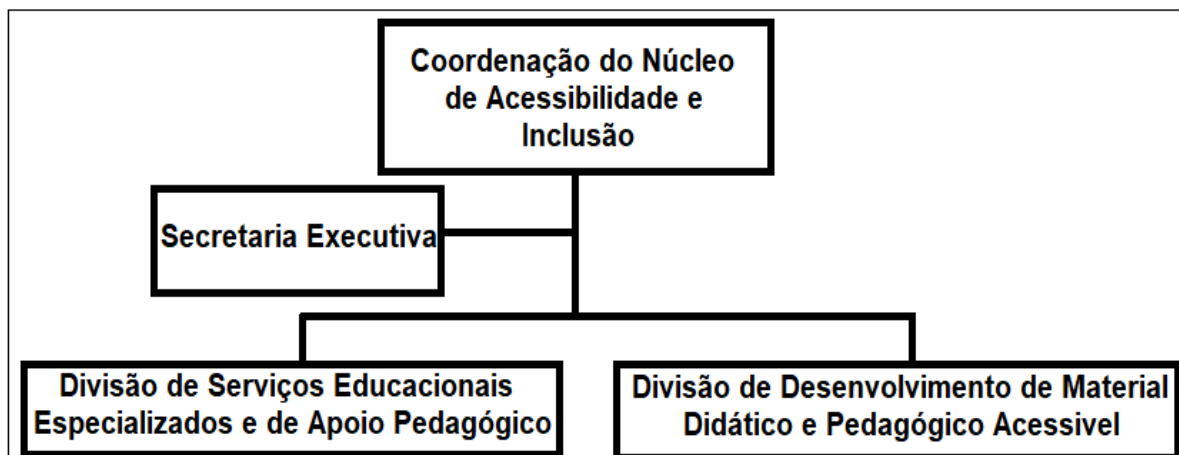 Coordenação do Núcleo
de Acessibilidade e
Inclusão
Secretaria Executiva
Divisão de Serviços Educacionais
Especializados e de Apoio Pedagógico
Divisão de Desenvolvimento de Material
Didático e Pedagógico Acessivel